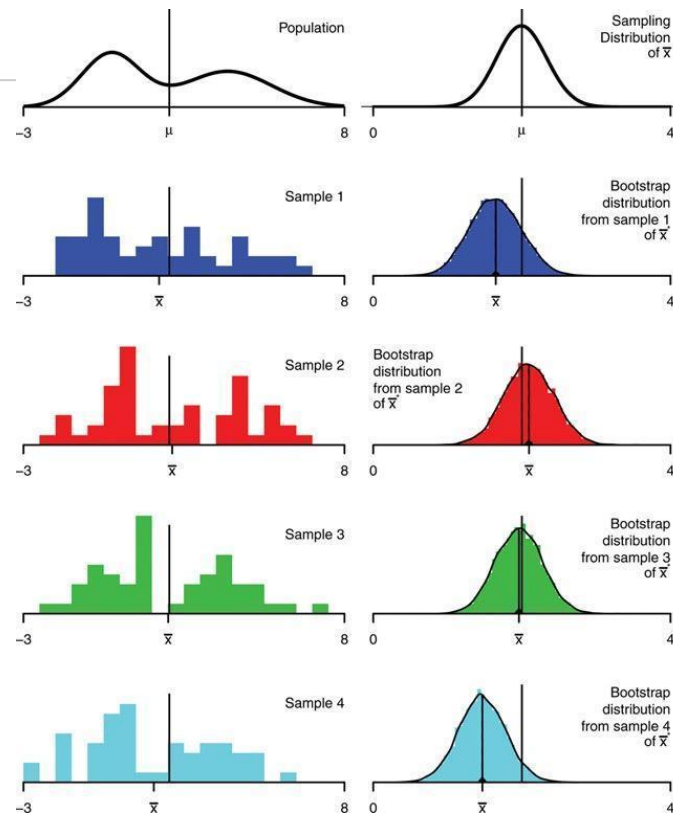 Population
-3
μ
8
Sampling
Distribution
of x̄
0
μ
4
Sample 1
-3
x̄
8
Bootstrap
distribution
from sample 1
of x̄*
0
x̄
4
Sample 2
-3
x̄
8
Bootstrap
distribution
from sample 2
of x̄*
0
x̄
4
Sample 3
-3
x̄
8
Bootstrap
distribution
from sample 3
of x̄*
0
x̄
4
Sample 4
-3
x̄
8
Bootstrap
distribution
from sample 4
of x̄*
0
x̄
4